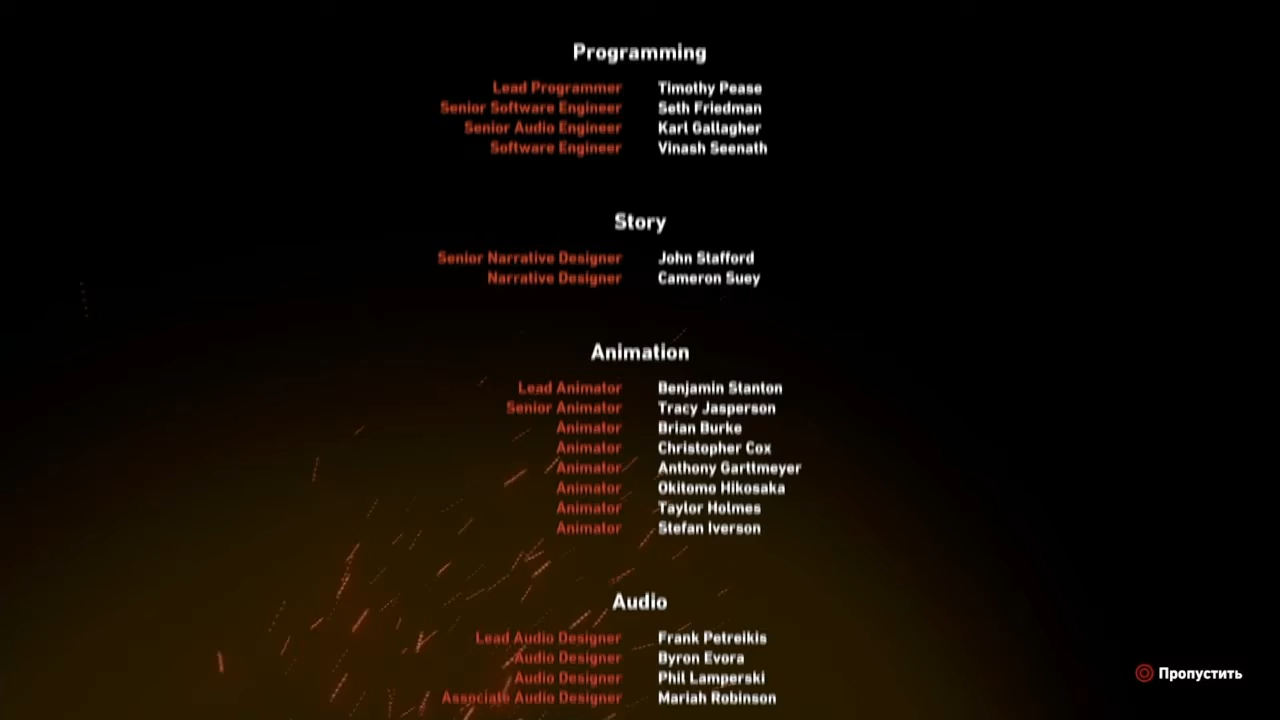 Programming
Lead Programmer Timothy Pease
Senior Software Engineer Seth Friedman
Senior Audio Engineer Karl Gallagher
Software Engineer Vinash Seenath
Story
Senior Narrative Designer John Stafford
Narrative Designer Cameron Suey
Animation
Lead Animator Benjamin Stanton
Senior Animator Tracy Jasperson
Animator Brian Burke
Animator Christopher Cox
Animator Anthony Garttmeyer
Animator Okitomo Hikosaka
Animator Taylor Holmes
Animator Stefan Iverson
Audio
Lead Audio Designer Frank Petreikis
Audio Designer Byron Evora
Audio Designer Phil Lamperski
Associate Audio Designer Mariah Robinson
Пропустить